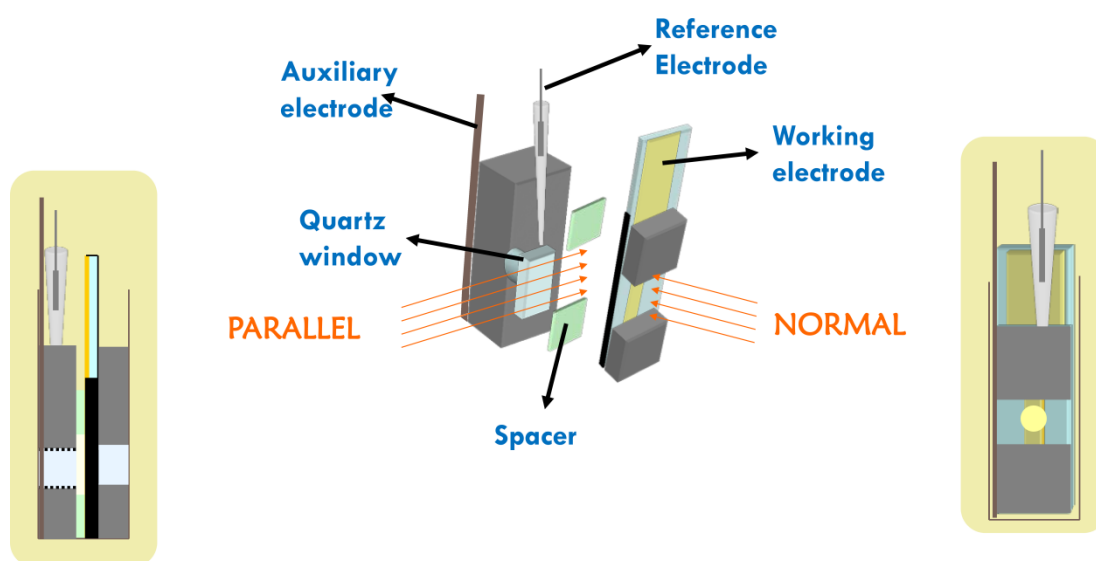 Reference
Electrode
Auxiliary
electrode
Working
electrode
Quartz
window
PARALLEL
NORMAL
Spacer